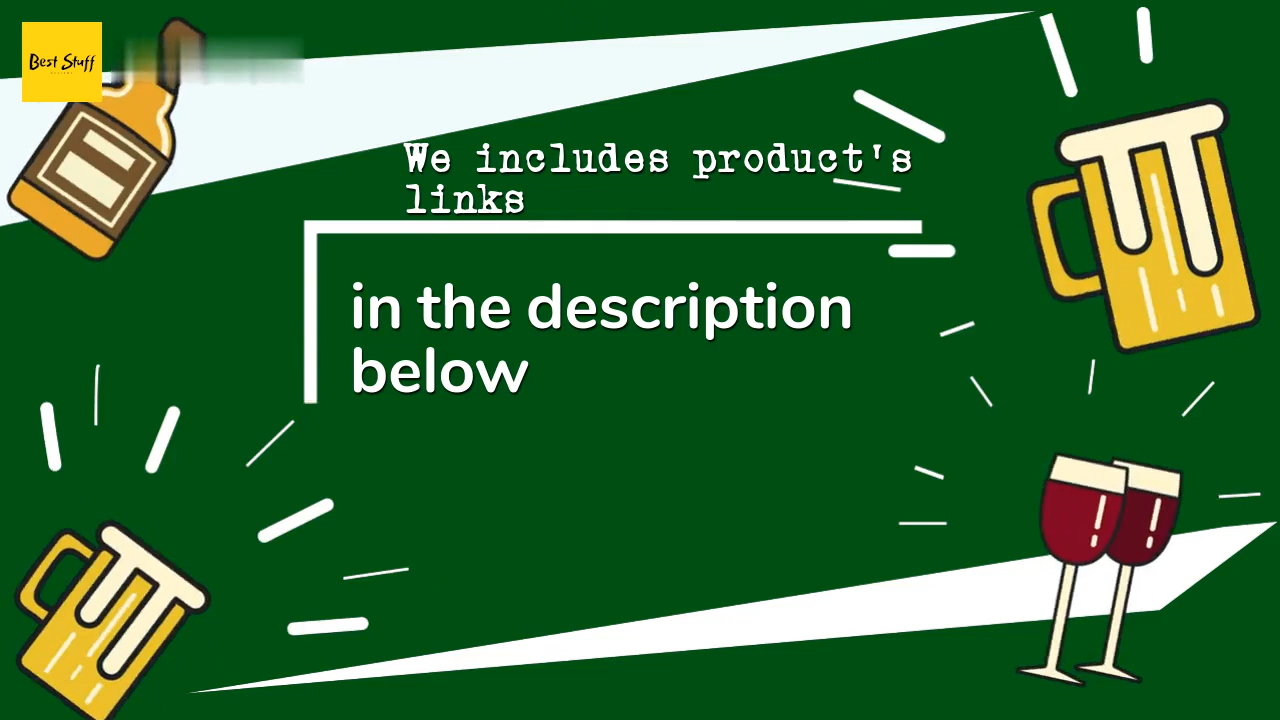 Best Stuff
We includes product's
links
in the description
below